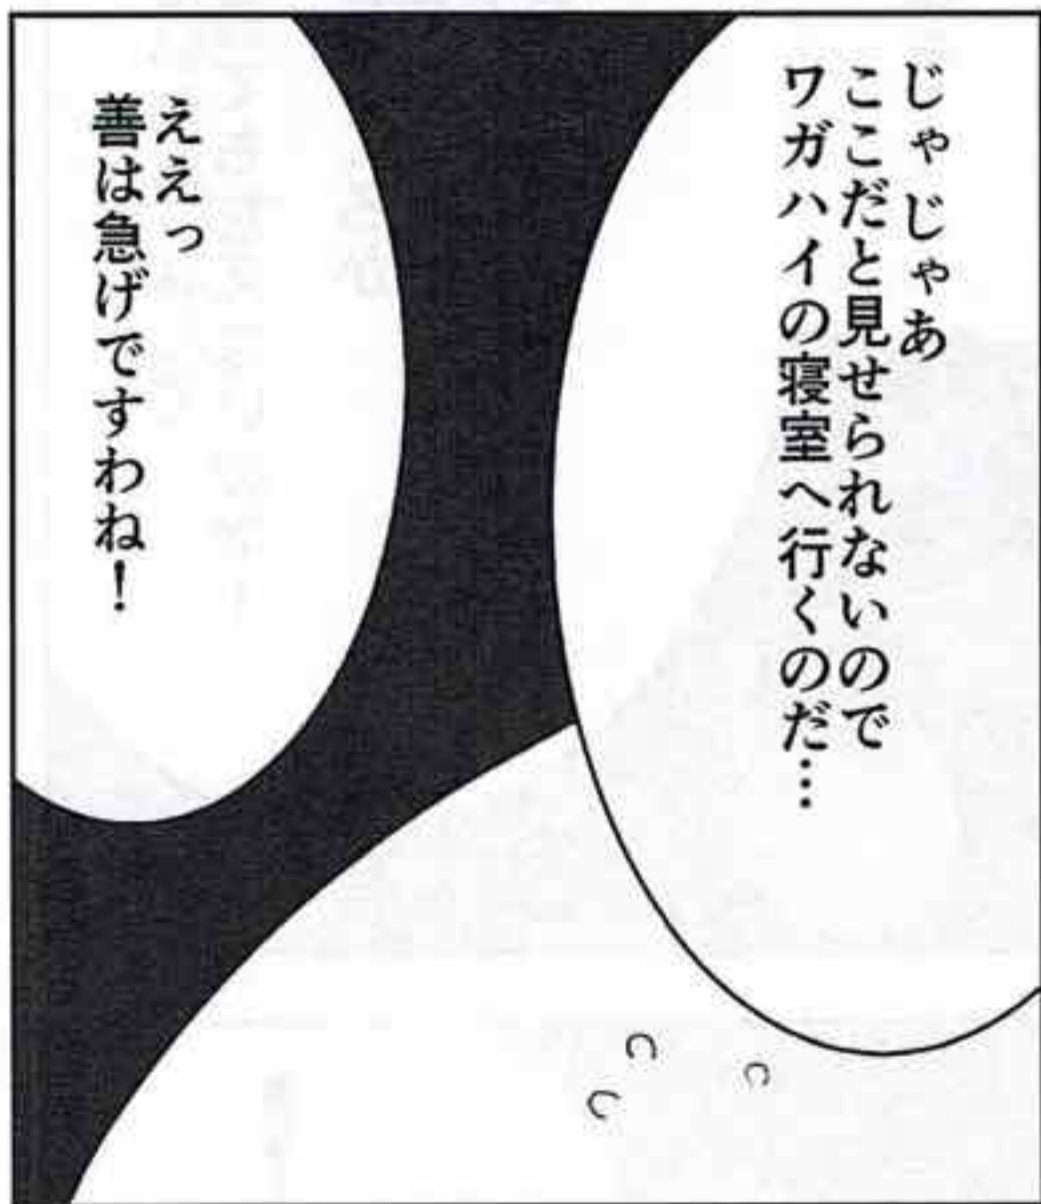 じゃじゃあ
ここだと見せられないので
ワガハイの寝室へ行くのだ…
ええっ
善は急げですわね！